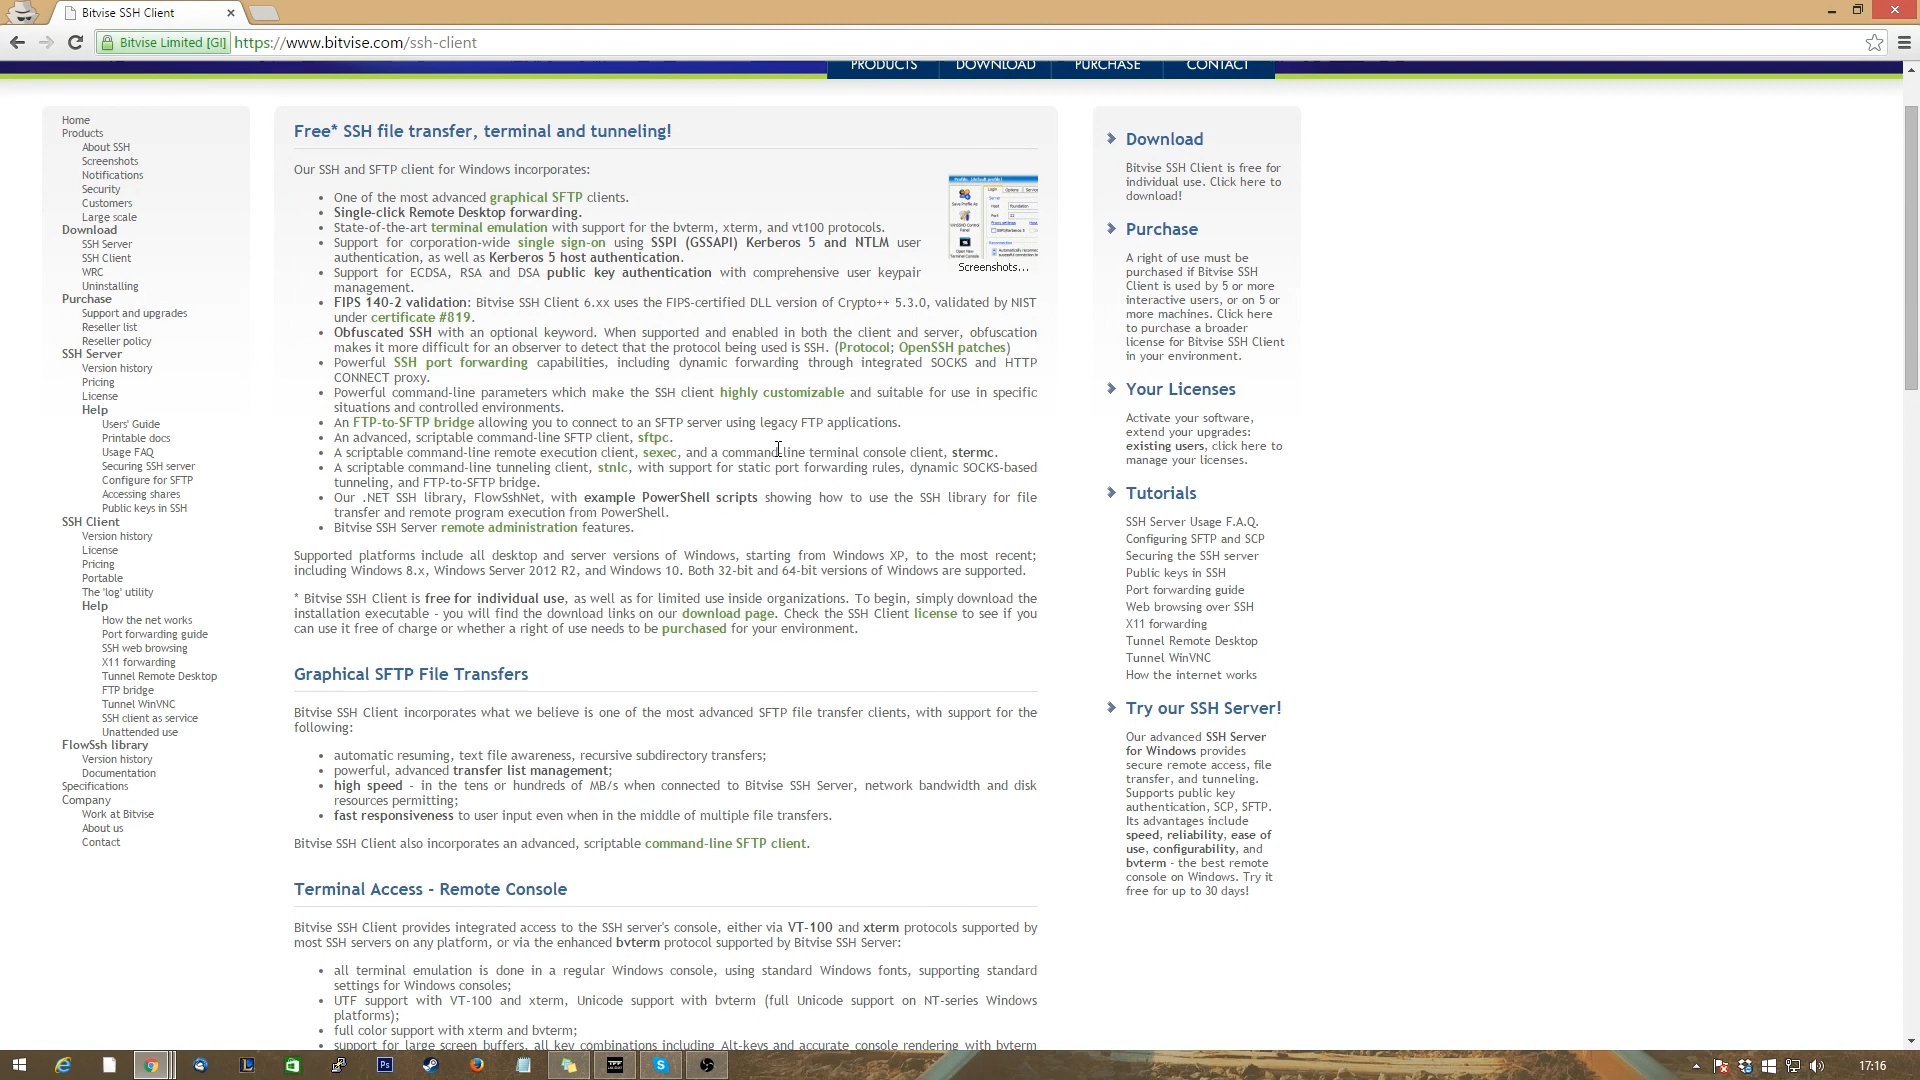 Bitvise SSH Client
Bitvise Limited [GI] https://www.bitvise.com/ssh-client
PRODUCTS DOWNLOAD PURCHASE CONTACT
Home
Products
About SSH
Screenshots
Notifications
Security
Customers
Large scale
Download
SSH Server
SSH Client
WRC
Uninstalling
Purchase
Support and upgrades
Reseller list
Reseller policy
SSH Server
Version history
Pricing
License
Help
Users' Guide
Printable docs
Usage FAQ
Securing SSH server
Configure for SFTP
Accessing shares
Public keys in SSH
SSH Client
Version history
License
Pricing
Portable
The 'log' utility
Help
How the net works
Port forwarding guide
SSH web browsing
X11 forwarding
Tunnel Remote Desktop
FTP bridge
Tunnel WinVNC
SSH client as service
Unattended use
FlowSsh library
Version history
Documentation
Specifications
Company
Work at Bitvise
About us
Contact
Free* SSH file transfer, terminal and tunneling!
Our SSH and SFTP client for Windows incorporates:
• One of the most advanced graphical SFTP clients.
• Single-click Remote Desktop forwarding.
• State-of-the-art terminal emulation with support for the bvterm, xterm, and vt100 protocols.
• Support for corporation-wide single sign-on using SSPI (GSSAPI) Kerberos 5 and NTLM user
authentication, as well as Kerberos 5 host authentication.
• Support for ECDSA, RSA and DSA public key authentication with comprehensive user keypair
management.
• FIPS 140-2 validation: Bitvise SSH Client 6.xx uses the FIPS-certified DLL version of Crypto++ 5.3.0, validated by NIST
under certificate #819.
• Obfuscated SSH with an optional keyword. When supported and enabled in both the client and server, obfuscation
makes it more difficult for an observer to detect that the protocol being used is SSH. (Protocol; OpenSSH patches)
• Powerful SSH port forwarding capabilities, including dynamic forwarding through integrated SOCKS and HTTP
CONNECT proxy.
• Powerful command-line parameters which make the SSH client highly customizable and suitable for use in specific
situations and controlled environments.
• An FTP-to-SFTP bridge allowing you to connect to an SFTP server using legacy FTP applications.
• An advanced, scriptable command-line SFTP client, sftpc.
• A scriptable command-line remote execution client, sexec, and a command-line terminal console client, stermc.
• A scriptable command-line tunneling client, stnlc, with support for static port forwarding rules, dynamic SOCKS-based
tunneling, and FTP-to-SFTP bridge.
• Our .NET SSH library, FlowSshNet, with example PowerShell scripts showing how to use the SSH library for file
transfer and remote program execution from PowerShell.
• Bitvise SSH Server remote administration features.
Screenshots...
Supported platforms include all desktop and server versions of Windows, starting from Windows XP, to the most recent;
including Windows 8.x, Windows Server 2012 R2, and Windows 10. Both 32-bit and 64-bit versions of Windows are supported.
* Bitvise SSH Client is free for individual use, as well as for limited use inside organizations. To begin, simply download the
installation executable - you will find the download links on our download page. Check the SSH Client license to see if you
can use it free of charge or whether a right of use needs to be purchased for your environment.
Graphical SFTP File Transfers
Bitvise SSH Client incorporates what we believe is one of the most advanced SFTP file transfer clients, with support for the
following:
• automatic resuming, text file awareness, recursive subdirectory transfers;
• powerful, advanced transfer list management;
• high speed - in the tens or hundreds of MB/s when connected to Bitvise SSH Server, network bandwidth and disk
resources permitting;
• fast responsiveness to user input even when in the middle of multiple file transfers.
Bitvise SSH Client also incorporates an advanced, scriptable command-line SFTP client.
Terminal Access - Remote Console
Bitvise SSH Client provides integrated access to the SSH server's console, either via VT-100 and xterm protocols supported by
most SSH servers on any platform, or via the enhanced bvterm protocol supported by Bitvise SSH Server:
• all terminal emulation is done in a regular Windows console, using standard Windows fonts, supporting standard
settings for Windows consoles;
• UTF support with VT-100 and xterm, Unicode support with bvterm (full Unicode support on NT-series Windows
platforms);
• full color support with xterm and bvterm;
• support for large screen buffers, all key combinations including Alt-keys and accurate console rendering with bvterm
Download
Bitvise SSH Client is free for
individual use. Click here to
download!
Purchase
A right of use must be
purchased if Bitvise SSH
Client is used by 5 or more
interactive users, or on 5 or
more machines. Click here
to purchase a broader
license for Bitvise SSH Client
in your environment.
Your Licenses
Activate your software,
extend your upgrades:
existing users, click here to
manage your licenses.
Tutorials
SSH Server Usage F.A.Q.
Configuring SFTP and SCP
Securing the SSH server
Public keys in SSH
Port forwarding guide
Web browsing over SSH
X11 forwarding
Tunnel Remote Desktop
Tunnel WinVNC
How the internet works
Try our SSH Server!
Our advanced SSH Server
for Windows provides
secure remote access, file
transfer, and tunneling.
Supports public key
authentication, SCP, SFTP.
Its advantages include
speed, reliability, ease of
use, configurability, and
bvterm - the best remote
console on Windows. Try it
free for up to 30 days!
Ps
17:16